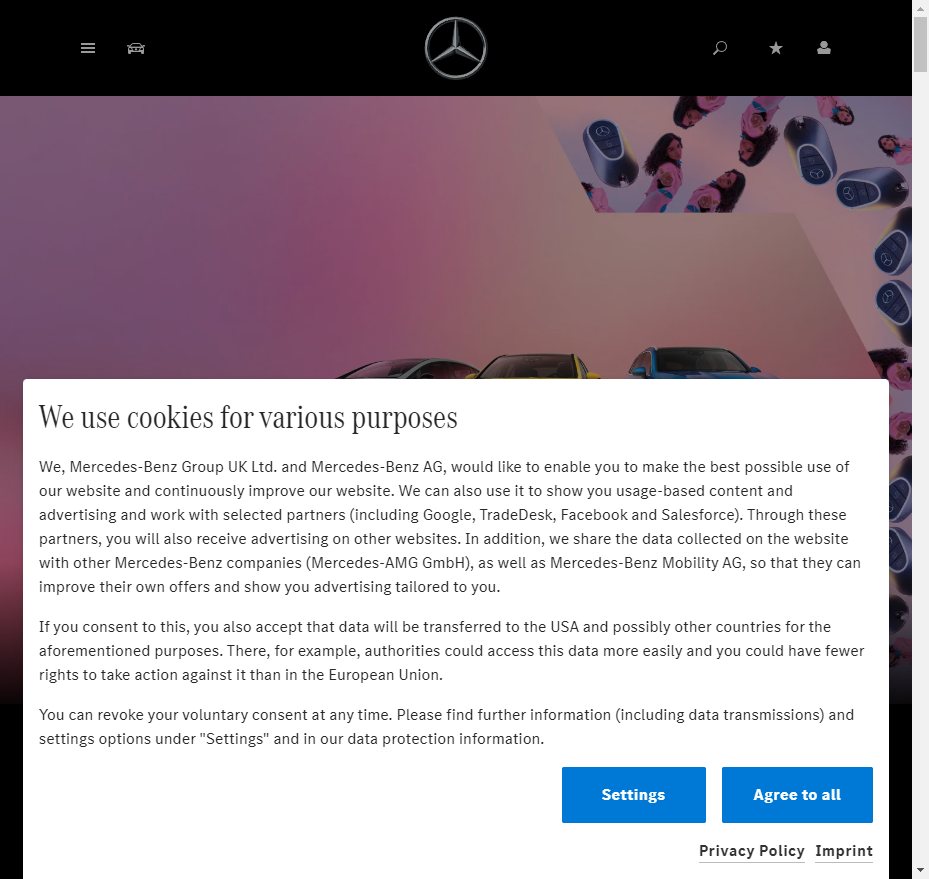 We use cookies for various purposes
We, Mercedes-Benz Group UK Ltd. and Mercedes-Benz AG, would like to enable you to make the best possible use of
our website and continuously improve our website. We can also use it to show you usage-based content and
advertising and work with selected partners (including Google, TradeDesk, Facebook and Salesforce). Through these
partners, you will also receive advertising on other websites. In addition, we share the data collected on the website
with other Mercedes-Benz companies (Mercedes-AMG GmbH), as well as Mercedes-Benz Mobility AG, so that they can
improve their own offers and show you advertising tailored to you.
If you consent to this, you also accept that data will be transferred to the USA and possibly other countries for the
aforementioned purposes. There, for example, authorities could access this data more easily and you could have fewer
rights to take action against it than in the European Union.
You can revoke your voluntary consent at any time. Please find further information (including data transmissions) and
settings options under "Settings" and in our data protection information.
Settings
Agree to all
Privacy Policy
Imprint